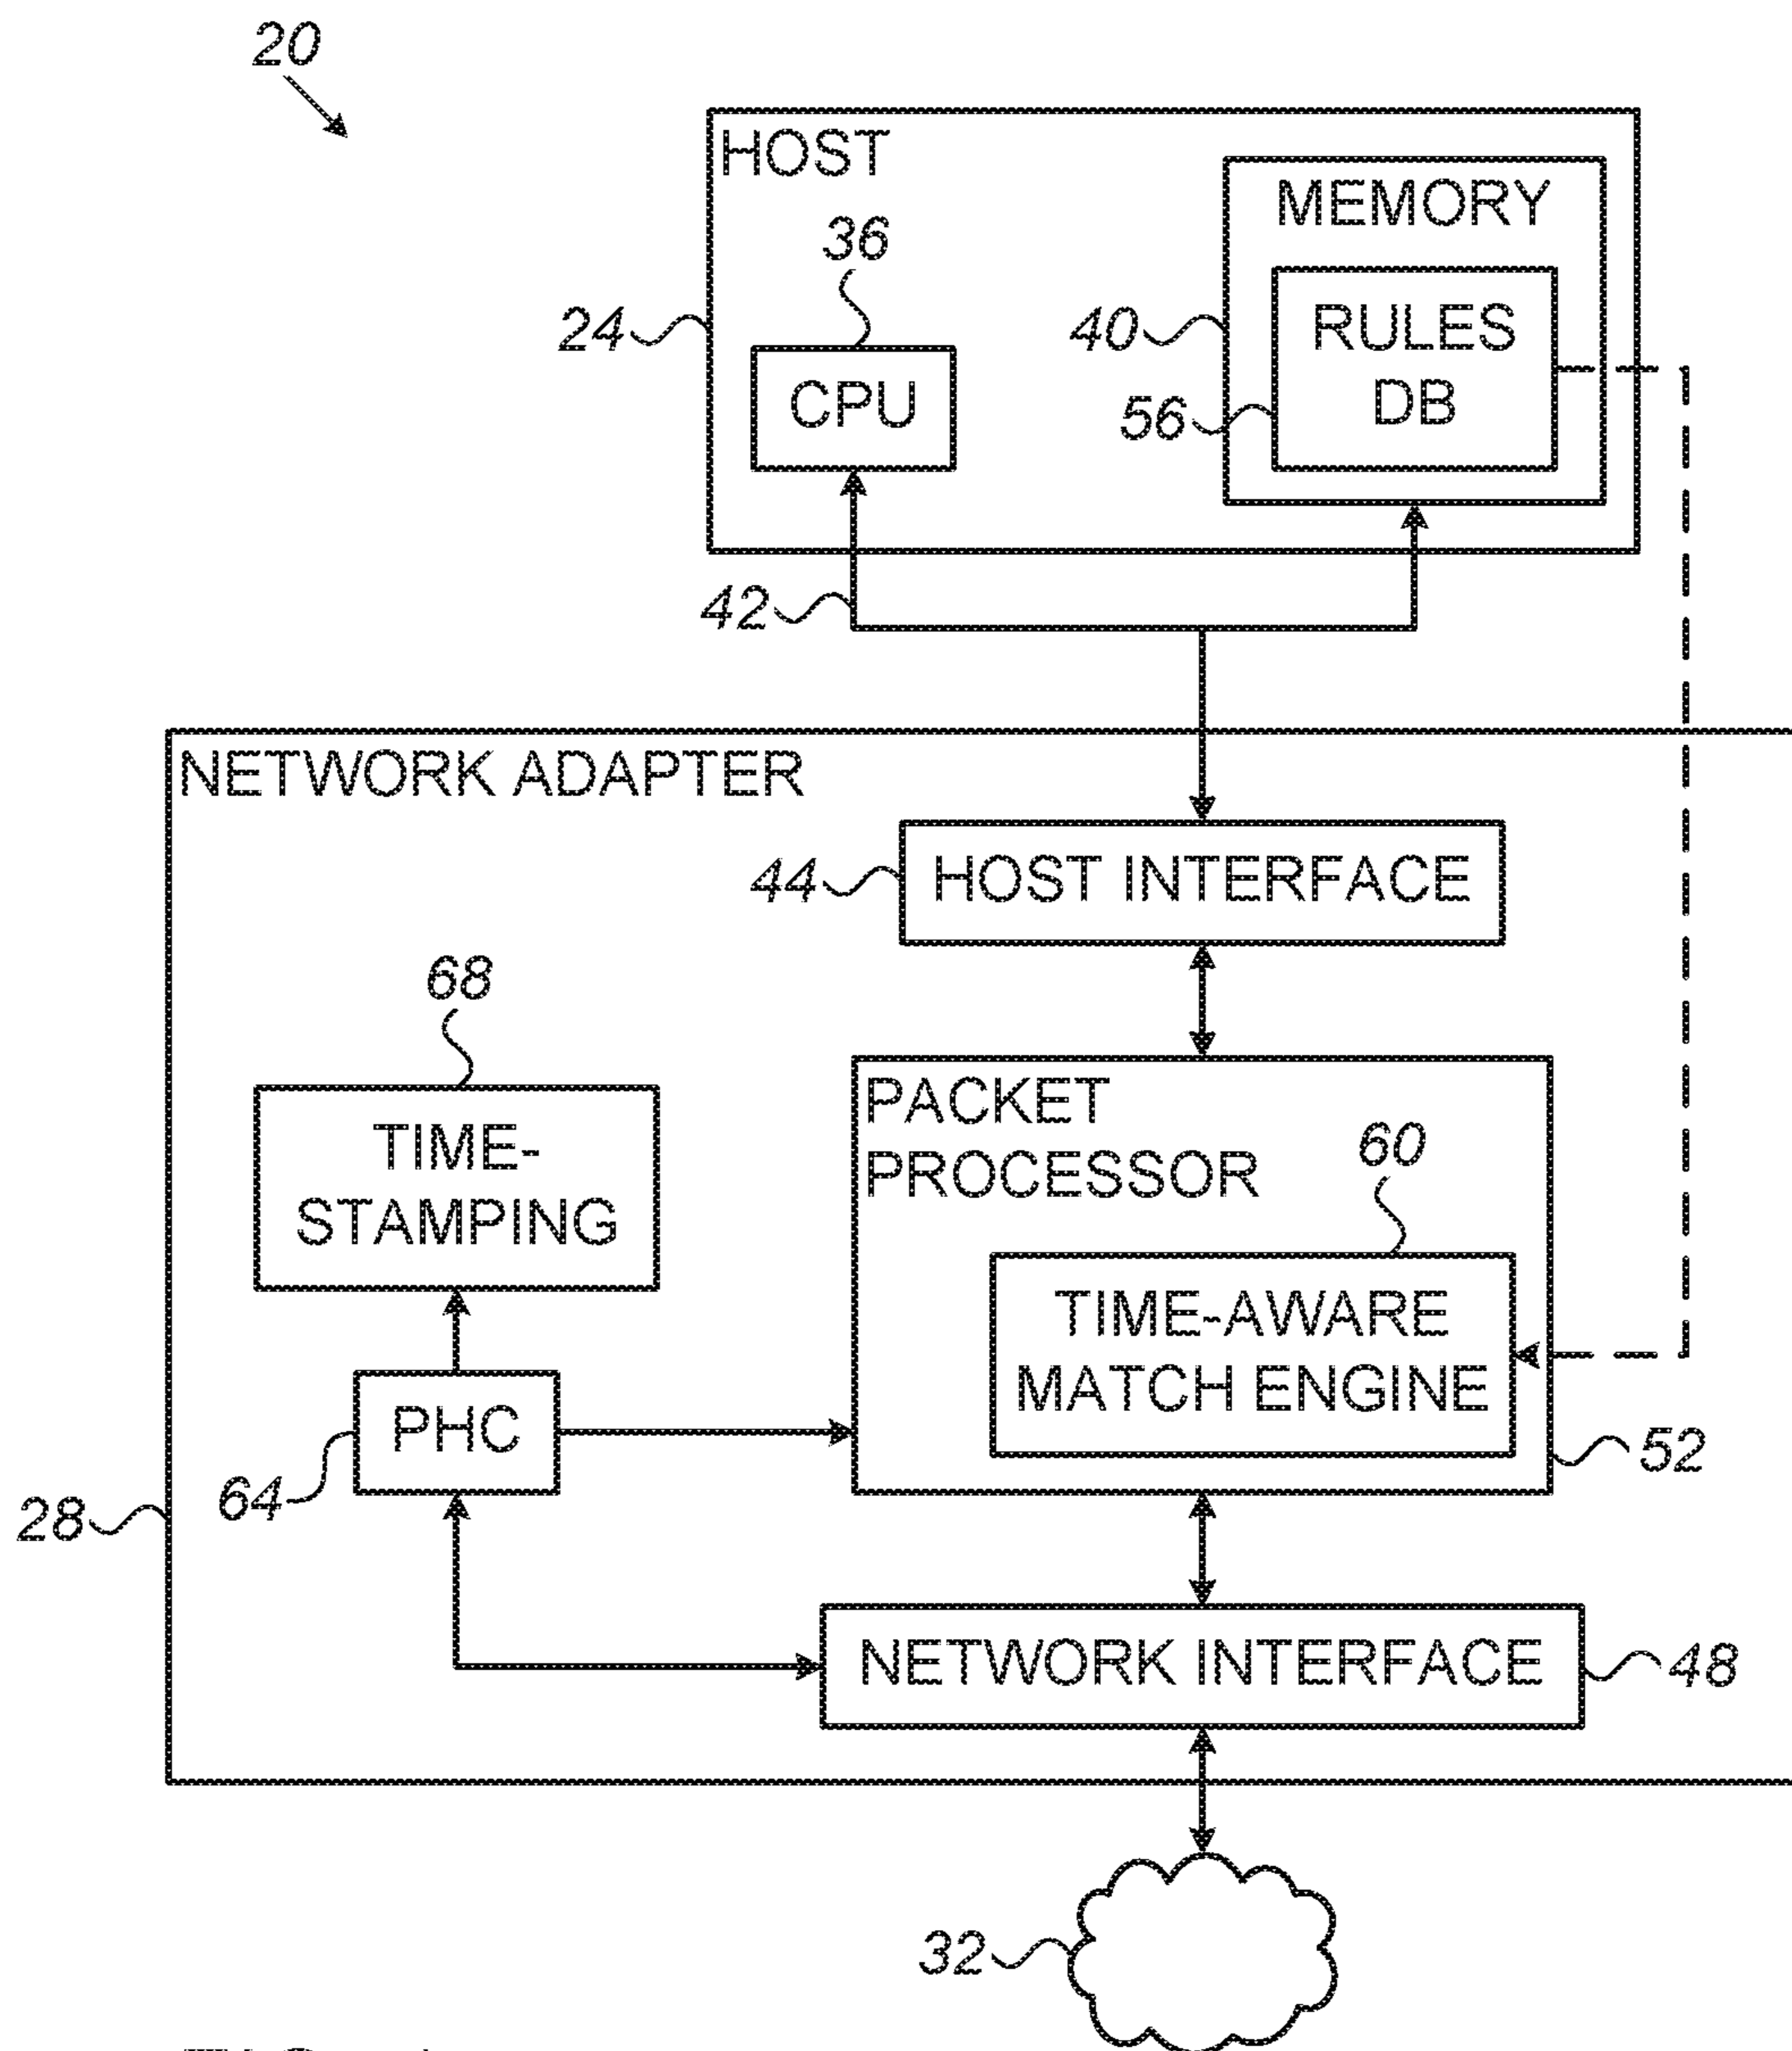 20
HOST
MEMORY
36
24
40
RULES
DB
CPU
56
42
NETWORK ADAPTER
44
HOST INTERFACE
68
PACKET
PROCESSOR
60
TIME-
STAMPING
TIME-AWARE
MATCH ENGINE
PHC
52
64
28
NETWORK INTERFACE
48
32